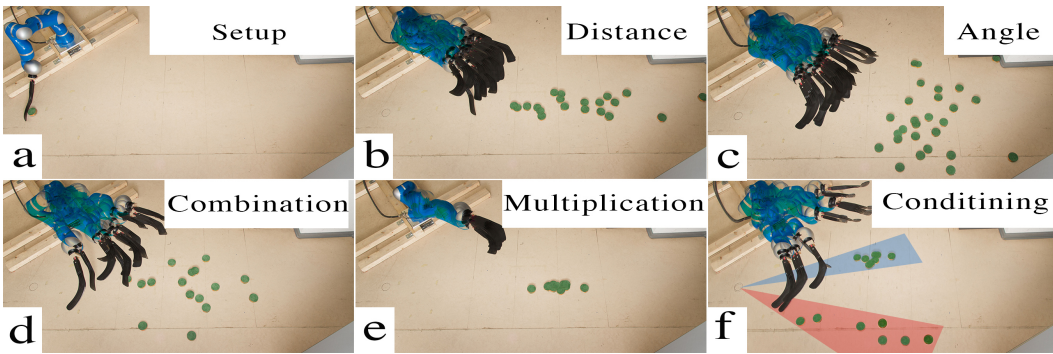 Setup
a
Distance
b
Angle
c
Combination
d
Multiplication
e
Conditining
f